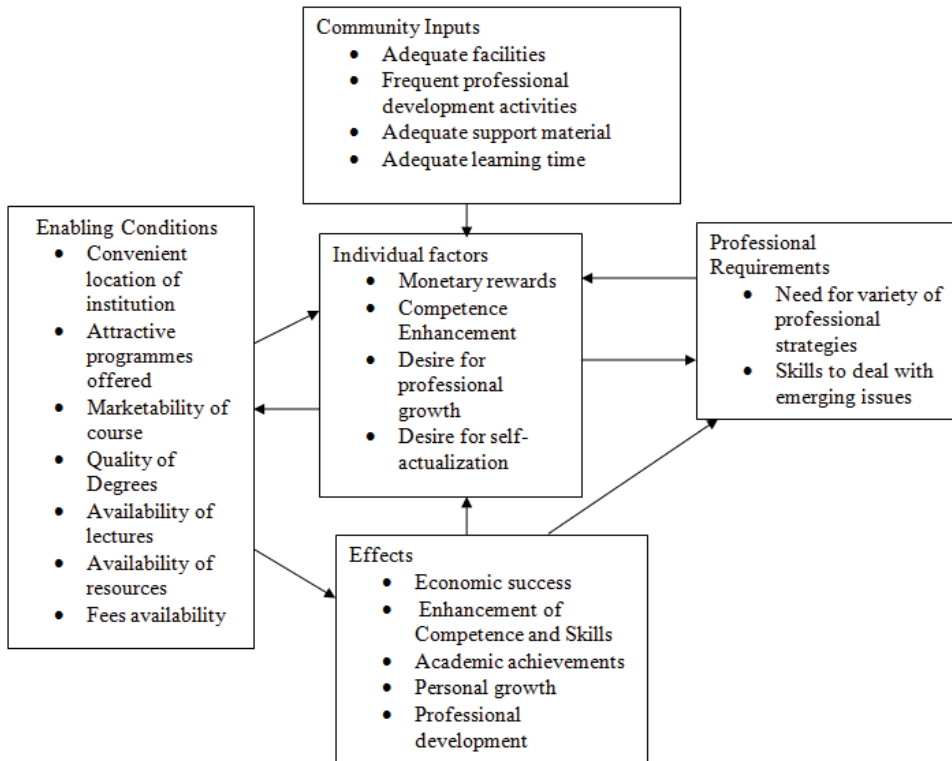 Community Inputs
• Adequate facilities
• Frequent professional
development activities
• Adequate support material
• Adequate learning time
Enabling Conditions
• Convenient
location of
institution
• Attractive
programmes
offered
• Marketability of
course
• Quality of
Degrees
• Availability of
lectures
• Availability of
resources
• Fees availability
Individual factors
• Monetary rewards
• Competence
Enhancement
• Desire for
professional
growth
• Desire for self-
actualization
Professional
Requirements
• Need for variety of
professional
strategies
• Skills to deal with
emerging issues
Effects
• Economic success
• Enhancement of
Competence and Skills
• Academic achievements
• Personal growth
• Professional
development